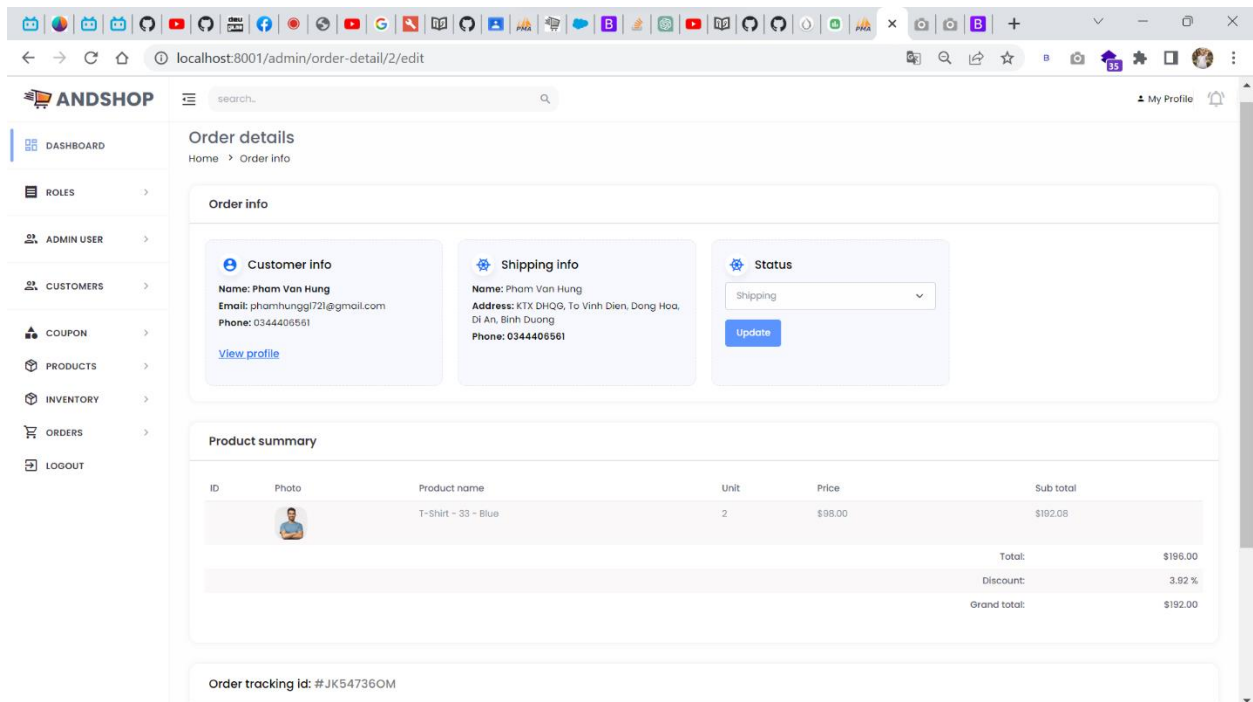 localhost:8001/admin/order-detail/2/edit
35
ANDSHOP
search..
My Profile
DASHBOARD
ROLES
ADMIN USER
CUSTOMERS
COUPON
PRODUCTS
INVENTORY
ORDERS
LOGOUT
Order details
Home > Order info
Order info
Customer info
Name: Pham Van Hung
Email: phamhunggl721@gmail.com
Phone: 0344406561
View profile
Shipping info
Name: Pham Van Hung
Address: KTX DHQG, To Vinh Dien, Dong Hoa,
Di An, Binh Duong
Phone: 0344406561
Status
Shipping
Update
Product summary
ID Photo Product name Unit Price Sub total
T-Shirt - 33 - Blue 2 $98.00 $192.08
Total: $196.00
Discount: 3.92 %
Grand total: $192.00
Order tracking id: #JK54736OM